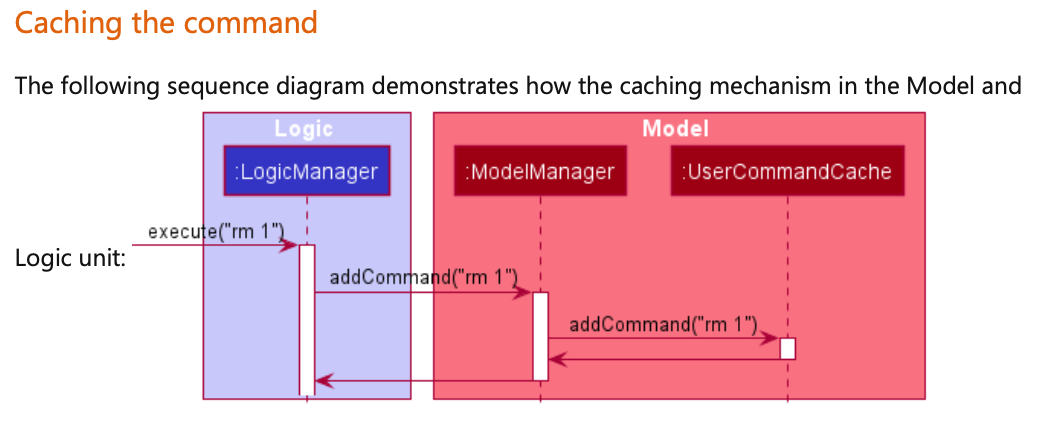 Caching the command
The following sequence diagram demonstrates how the caching mechanism in the Model and
Logic
Model
:LogicManager
:ModelManager
:UserCommandCache
execute("rm 1")
Logic unit:
addCommand("rm 1")
addCommand("rm 1")